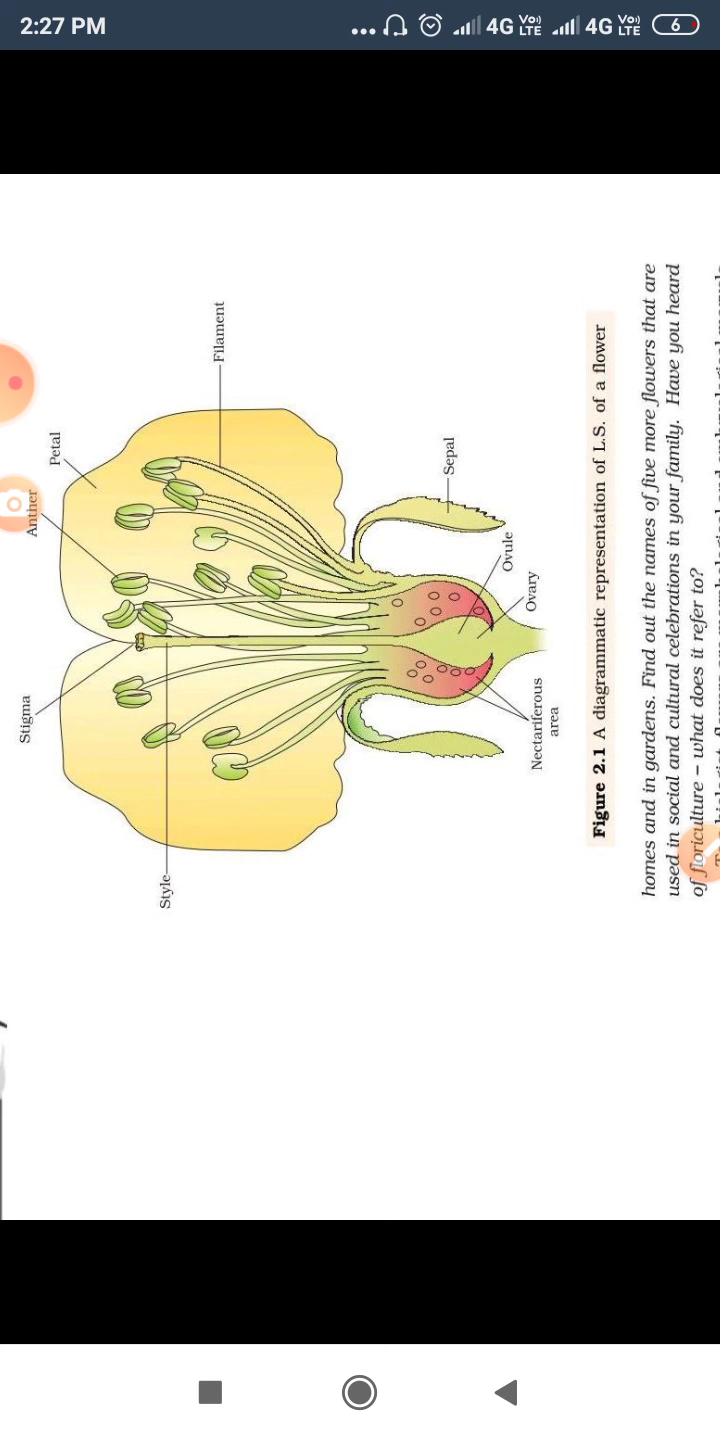 2:27 PM
4G
VoLTE
4G
VoLTE
6
Stigma
Anther
Petal
Filament
Style
Sepal
Ovule
Ovary
Nectariferous
area
Figure 2.1 A diagrammatic representation of L.S. of a flower
homes and in gardens. Find out the names of five more flowers that are
used in social and cultural celebrations in your family. Have you heard
of floriculture – what does it refer to?